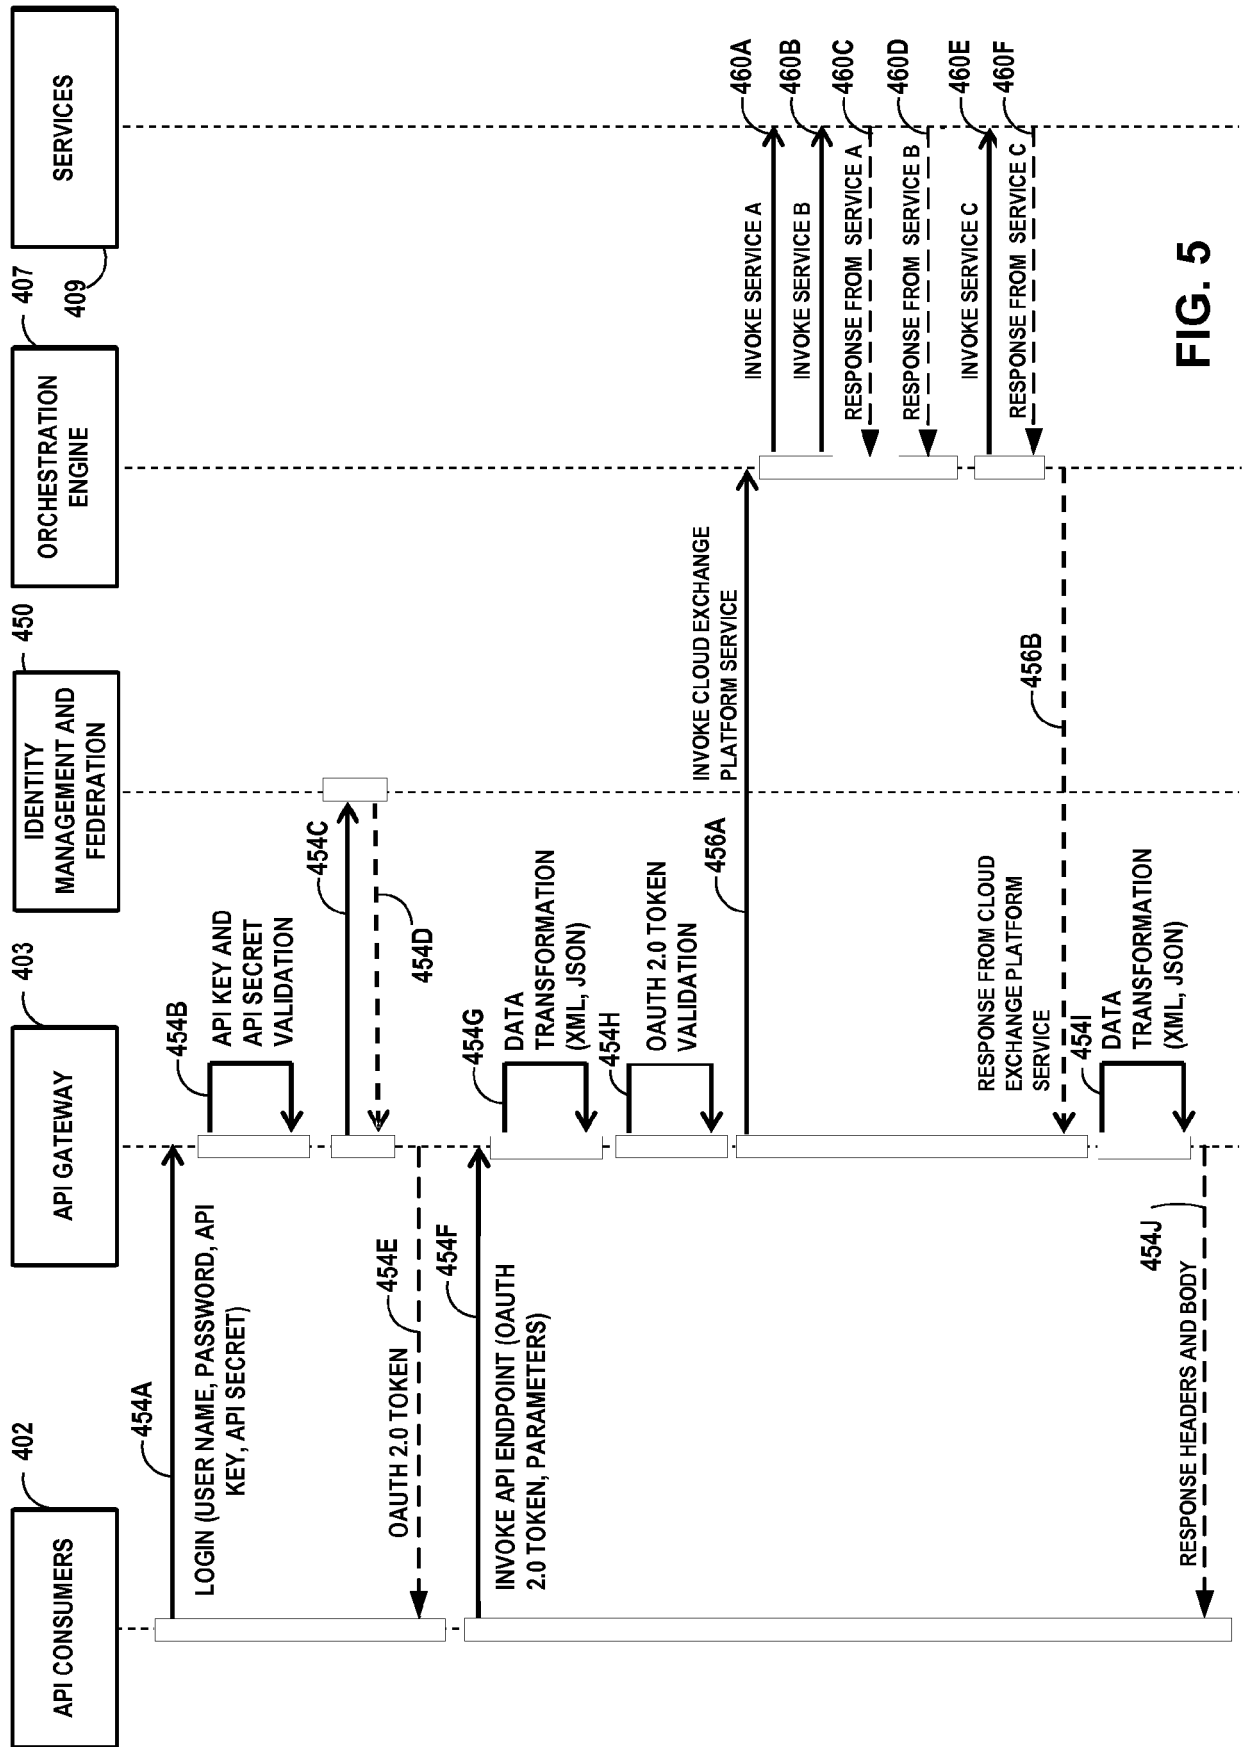 API CONSUMERS
402
API GATEWAY
403
IDENTITY
MANAGEMENT AND
FEDERATION
450
ORCHESTRATION
ENGINE
407
SERVICES
409
454A
LOGIN (USER NAME, PASSWORD, API
KEY, API SECRET)
454B
API KEY AND
API SECRET
VALIDATION
454C
454D
454E
OAUTH 2.0 TOKEN
454F
INVOKE API ENDPOINT (OAUTH
2.0 TOKEN, PARAMETERS)
454G
DATA
TRANSFORMATION
(XML, JSON)
454H
OAUTH 2.0 TOKEN
VALIDATION
456A
INVOKE CLOUD EXCHANGE
PLATFORM SERVICE
INVOKE SERVICE A
460A
INVOKE SERVICE B
460B
RESPONSE FROM SERVICE A
460C
RESPONSE FROM SERVICE B
460D
INVOKE SERVICE C
460E
RESPONSE FROM SERVICE C
460F
456B
RESPONSE FROM CLOUD
EXCHANGE PLATFORM
SERVICE
454I
DATA
TRANSFORMATION
(XML, JSON)
454J
RESPONSE HEADERS AND BODY
FIG. 5